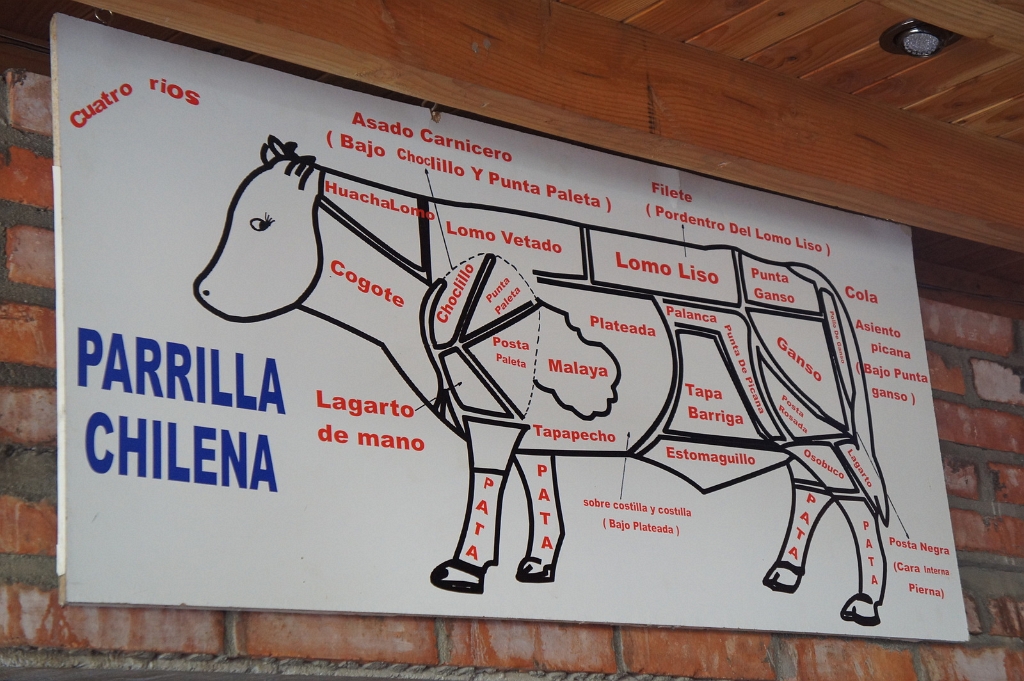 Cuatro rios
Asado Carnicero
( Bajo Choclillo Y Punta Paleta )
Filete
( Pordentro Del Lomo Liso )
HuachaLomo
Lomo Vetado
Lomo Liso
Punta
Ganso
Cola
Cogote
Choclillo
Punta
Paleta
Posta
Paleta
Plateada
Malaya
Palanca
Punta De Picana
Tapa
Barriga
Ganso
Posta
Rosada
Asiento
picana
(Bajo Punta
ganso )
PARRILLA
CHILENA
Lagarto
de mano
Tapapecho
Estomaguillo
Osobuco
Lagarto
sobre costilla y costilla
( Bajo Plateada )
Posta Negra
(Cara Interna
Pierna)
PATA
PATA
PATA
PATA